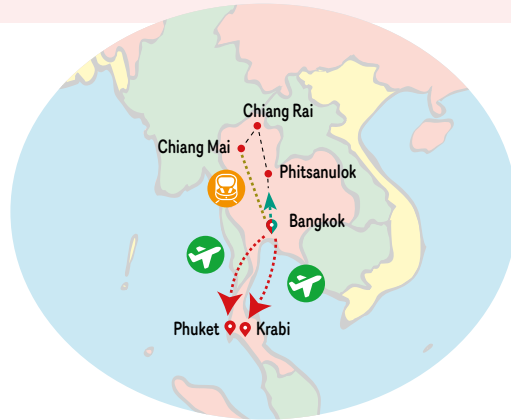 Chiang Rai
Chiang Mai
Phitsanulok
Bangkok
Phuket
Krabi